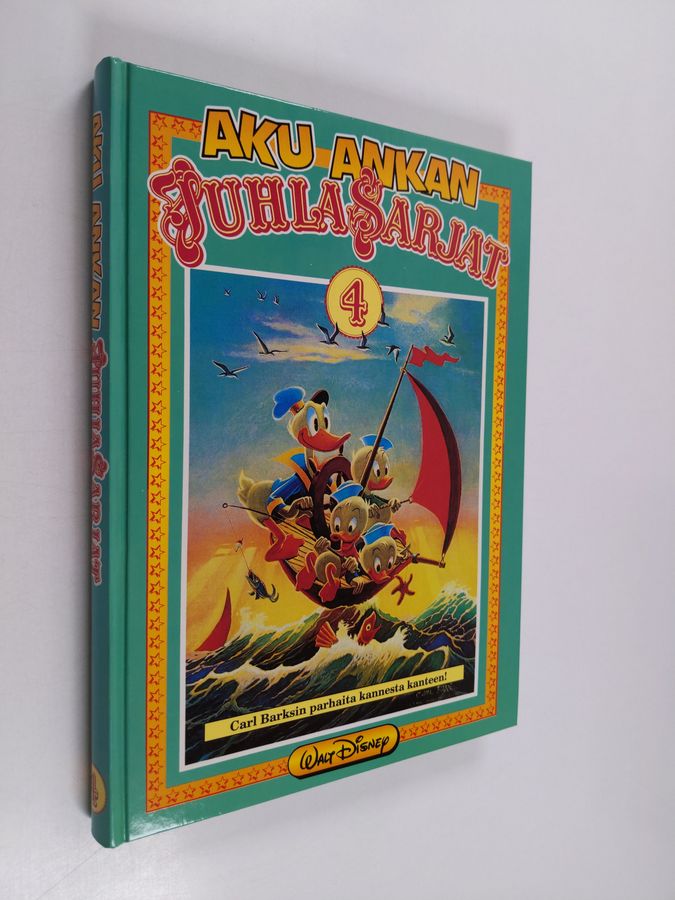 AKU ANKAN
JUHLASARJAT
4
Carl Barksin parhaita kannesta kanteen!
WALT DISNEY
AKU ANKAN JUHLASARJAT